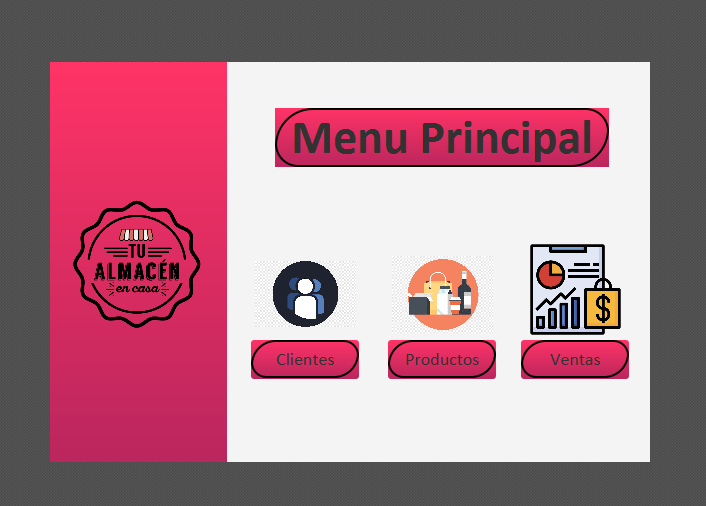 Menu Principal
TU
ALMACÉN
en casa
Clientes
Productos
Ventas
$